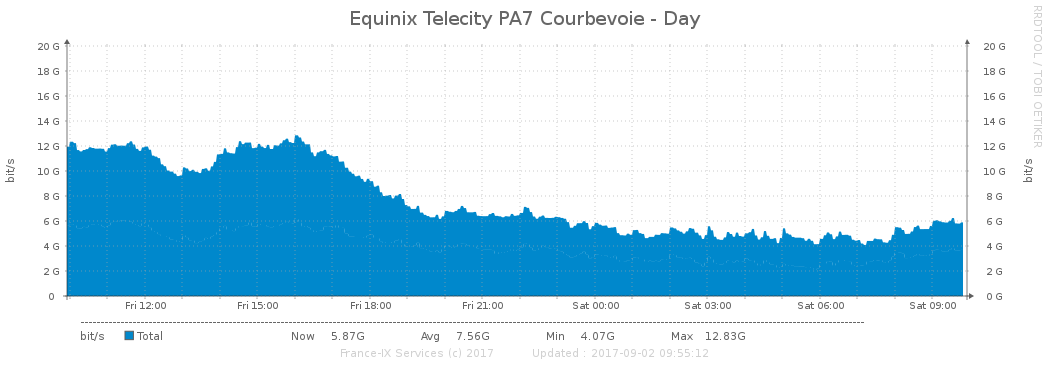 Equinix Telecity PA7 Courbevoie - Day
RRDTOOL / TOBI OETIKER
bit/s
20 G 20 G
18 G 18 G
16 G 16 G
14 G 14 G
12 G 12 G
10 G 10 G
8 G 8 G
6 G 6 G
4 G 4 G
2 G 2 G
0 0 G
bit/s
Fri 12:00 Fri 15:00 Fri 18:00 Fri 21:00 Sat 00:00 Sat 03:00 Sat 06:00 Sat 09:00
bit/s Total Now 5.87G Avg 7.56G Min 4.07G Max 12.83G
France-IX Services (c) 2017 Updated : 2017-09-02 09:55:12